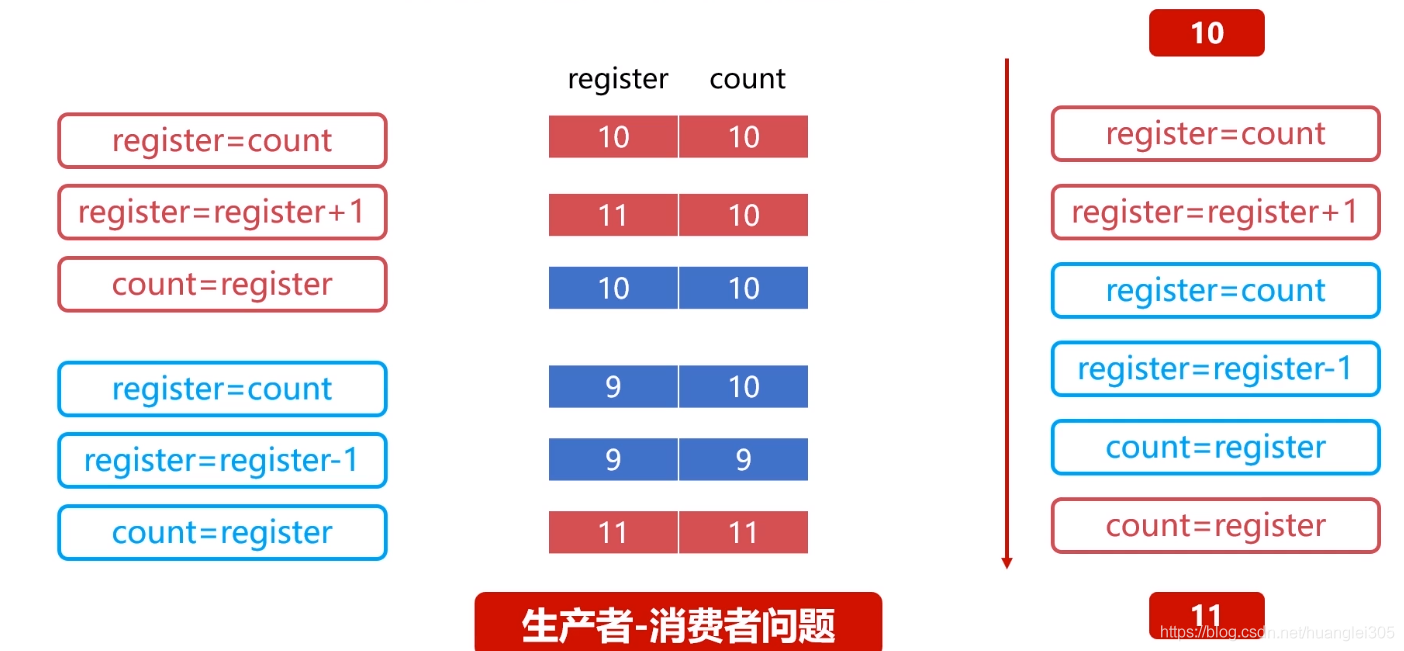 register=count
register=register+1
count=register
register=count
register=register-1
count=register
register count
10 10
11 10
10 10
9 10
9 9
11 11
生产者-消费者问题
10
register=count
register=register+1
register=count
register=register-1
count=register
count=register
11
https://blog.csdn.net/huanglei305